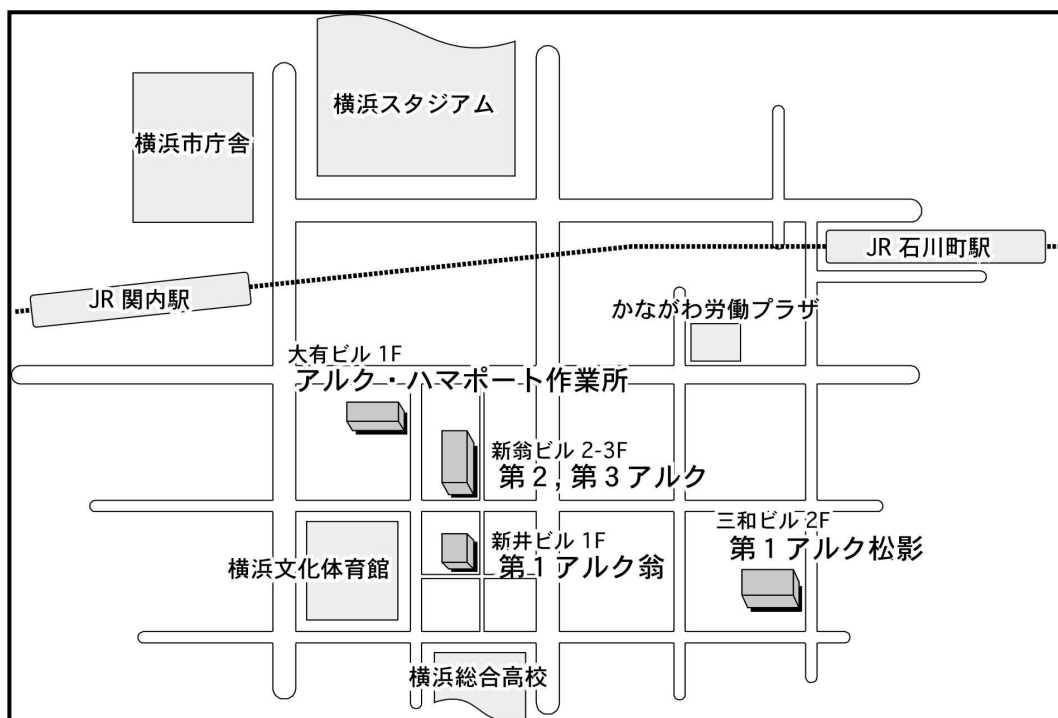 横浜スタジアム
横浜市庁舎
JR 石川町駅
JR 関内駅
かながわ労働プラザ
大有ビル 1F
アルク・ハマポート作業所
新翁ビル 2-3F
第２,第３アルク
三和ビル 2F
第１アルク松影
新井ビル 1F
第１アルク翁
横浜文化体育館
横浜総合高校